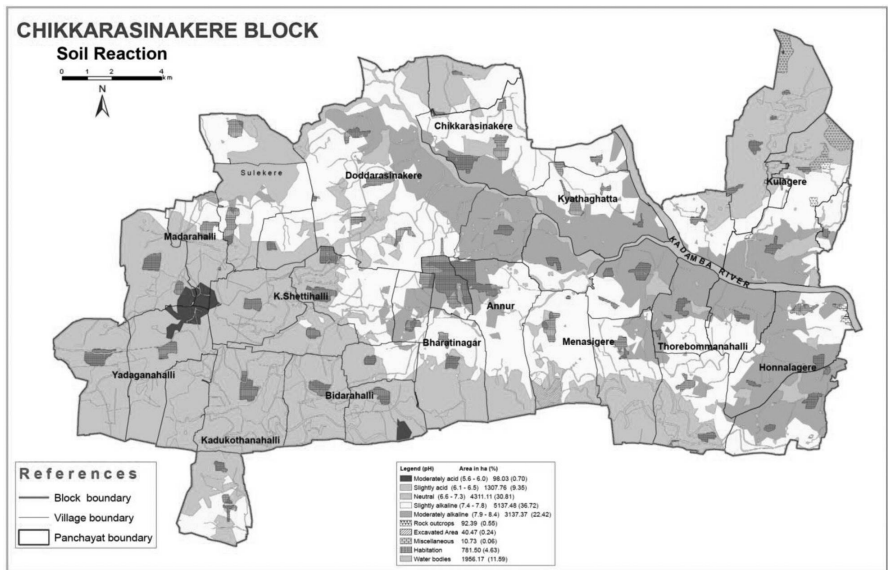 CHIKKARASINAKERE BLOCK
Soil Reaction
0 1 2 4
km
N
Chikkarasinakere
Sulekere
Doddarasinakere
Kulagere
Kyathaghatta
Madarahalli
KADAMBA RIVER
K.Shettihalli
Annur
Bharatinagar
Menasigere
Thorebommanahalli
Yadaganahalli
Honnalagere
Bidarahalli
Kadukothanahalli
References
Block boundary
Village boundary
Panchayat boundary
Legend (pH) Area in ha (%)
Moderately acid (5.6 - 6.0) 98.03 (0.70)
Slightly acid (6.1 - 6.5) 1307.76 (9.35)
Neutral (6.6 - 7.3) 4311.11 (30.81)
Slightly alkaline (7.4 - 7.8) 5137.48 (36.72)
Moderately alkaline (7.9 - 8.4) 3137.37 (22.42)
Rock outcrops 92.39 (0.55)
Excavated Area 40.47 (0.24)
Miscellaneous 10.73 (0.06)
Habitation 781.50 (4.63)
Water bodies 1956.17 (11.59)